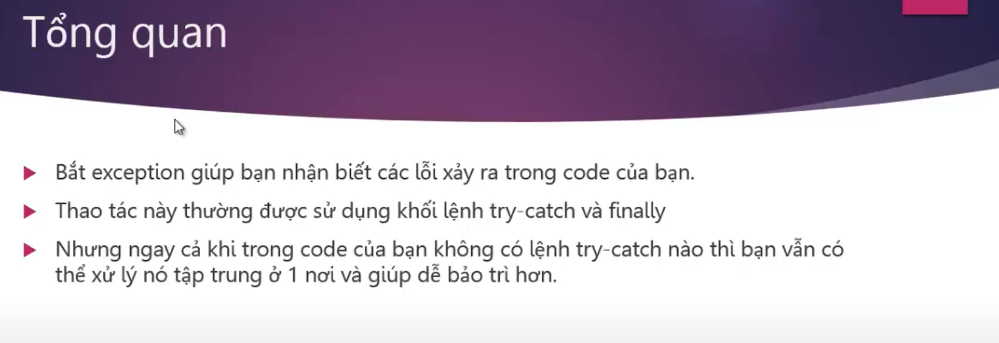 Tổng quan
Bắt exception giúp bạn nhận biết các lỗi xảy ra trong code của bạn.
Thao tác này thường được sử dụng khối lệnh try-catch và finally
Nhưng ngay cả khi trong code của bạn không có lệnh try-catch nào thì bạn vẫn có
thể xử lý nó tập trung ở 1 nơi và giúp dễ bảo trì hơn.